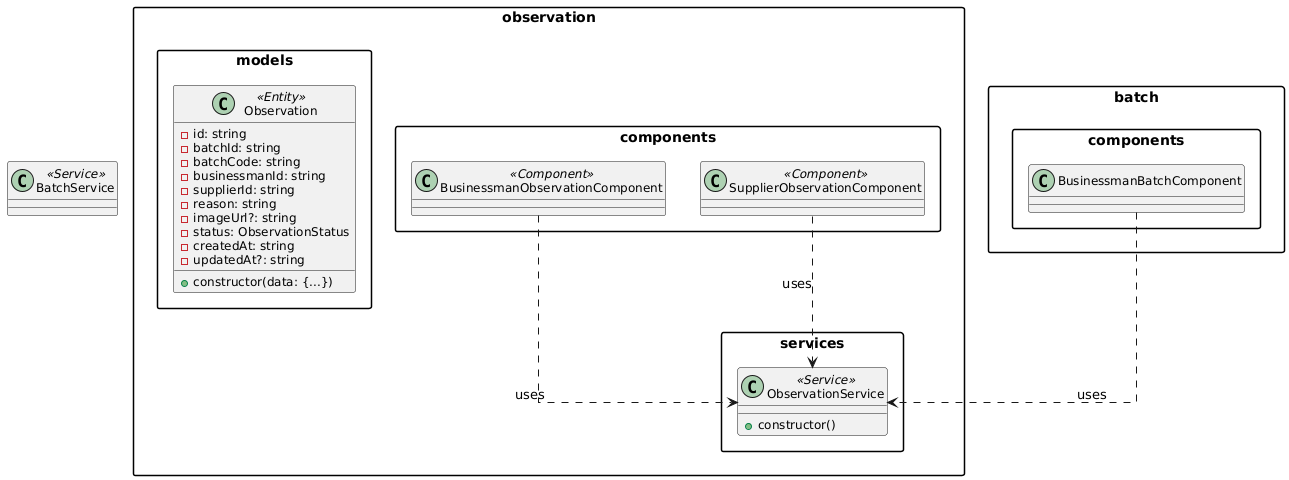 observation
models
C
«Entity»
Observation
id: string
batchId: string
batchCode: string
businessmanId: string
supplierId: string
reason: string
imageUrl?: string
status: ObservationStatus
createdAt: string
updatedAt?: string
constructor(data: {...})
C
«Service»
BatchService
components
C
«Component»
BusinessmanObservationComponent
C
«Component»
SupplierObservationComponent
batch
components
C
BusinessmanBatchComponent
uses
services
C
«Service»
ObservationService
constructor()
uses
uses